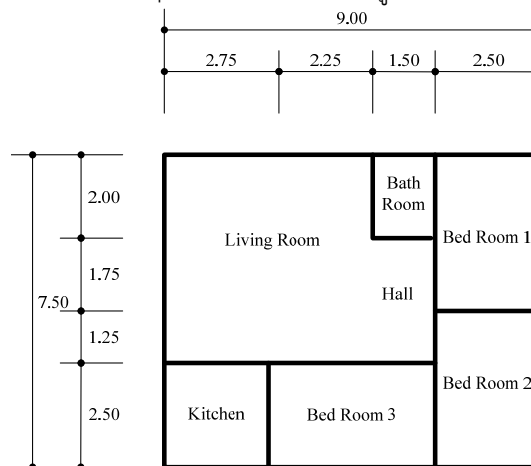 9.00
2.75 2.25 1.50 2.50
2.00
Bath
Room
Living Room
Bed Room 1
1.75
Hall
7.50
1.25
Bed Room 2
2.50
Kitchen
Bed Room 3